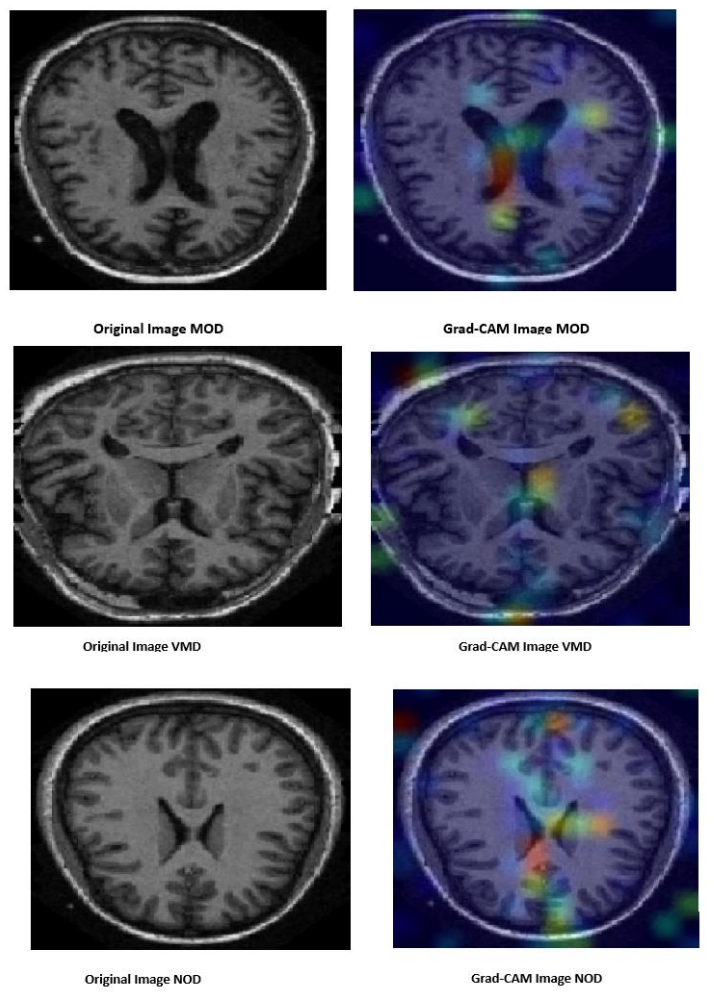 Original Image MOD
Grad-CAM Image MOD
Original Image VMD
Grad-CAM Image VMD
Original Image NOD
Grad-CAM Image NOD